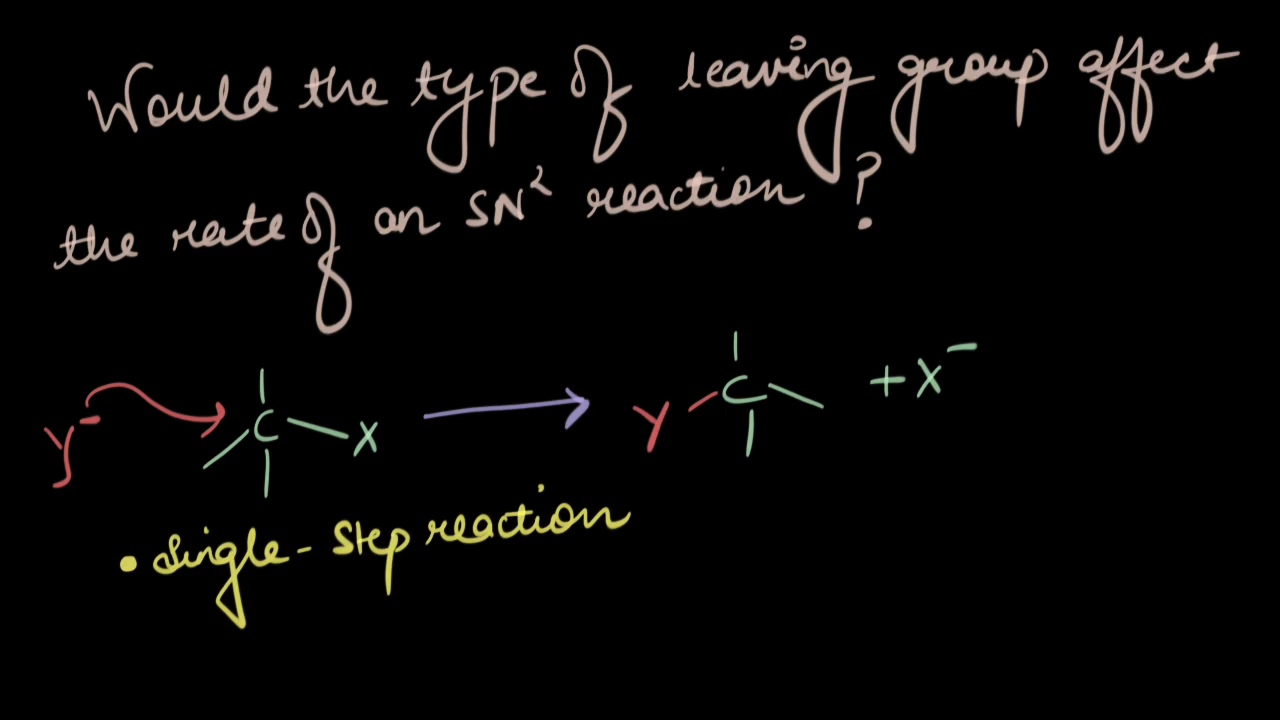 Would the type of leaving group affect
the rate of an SN² reaction ?
Y⁻ C X Y C + X⁻
• Single-step reaction